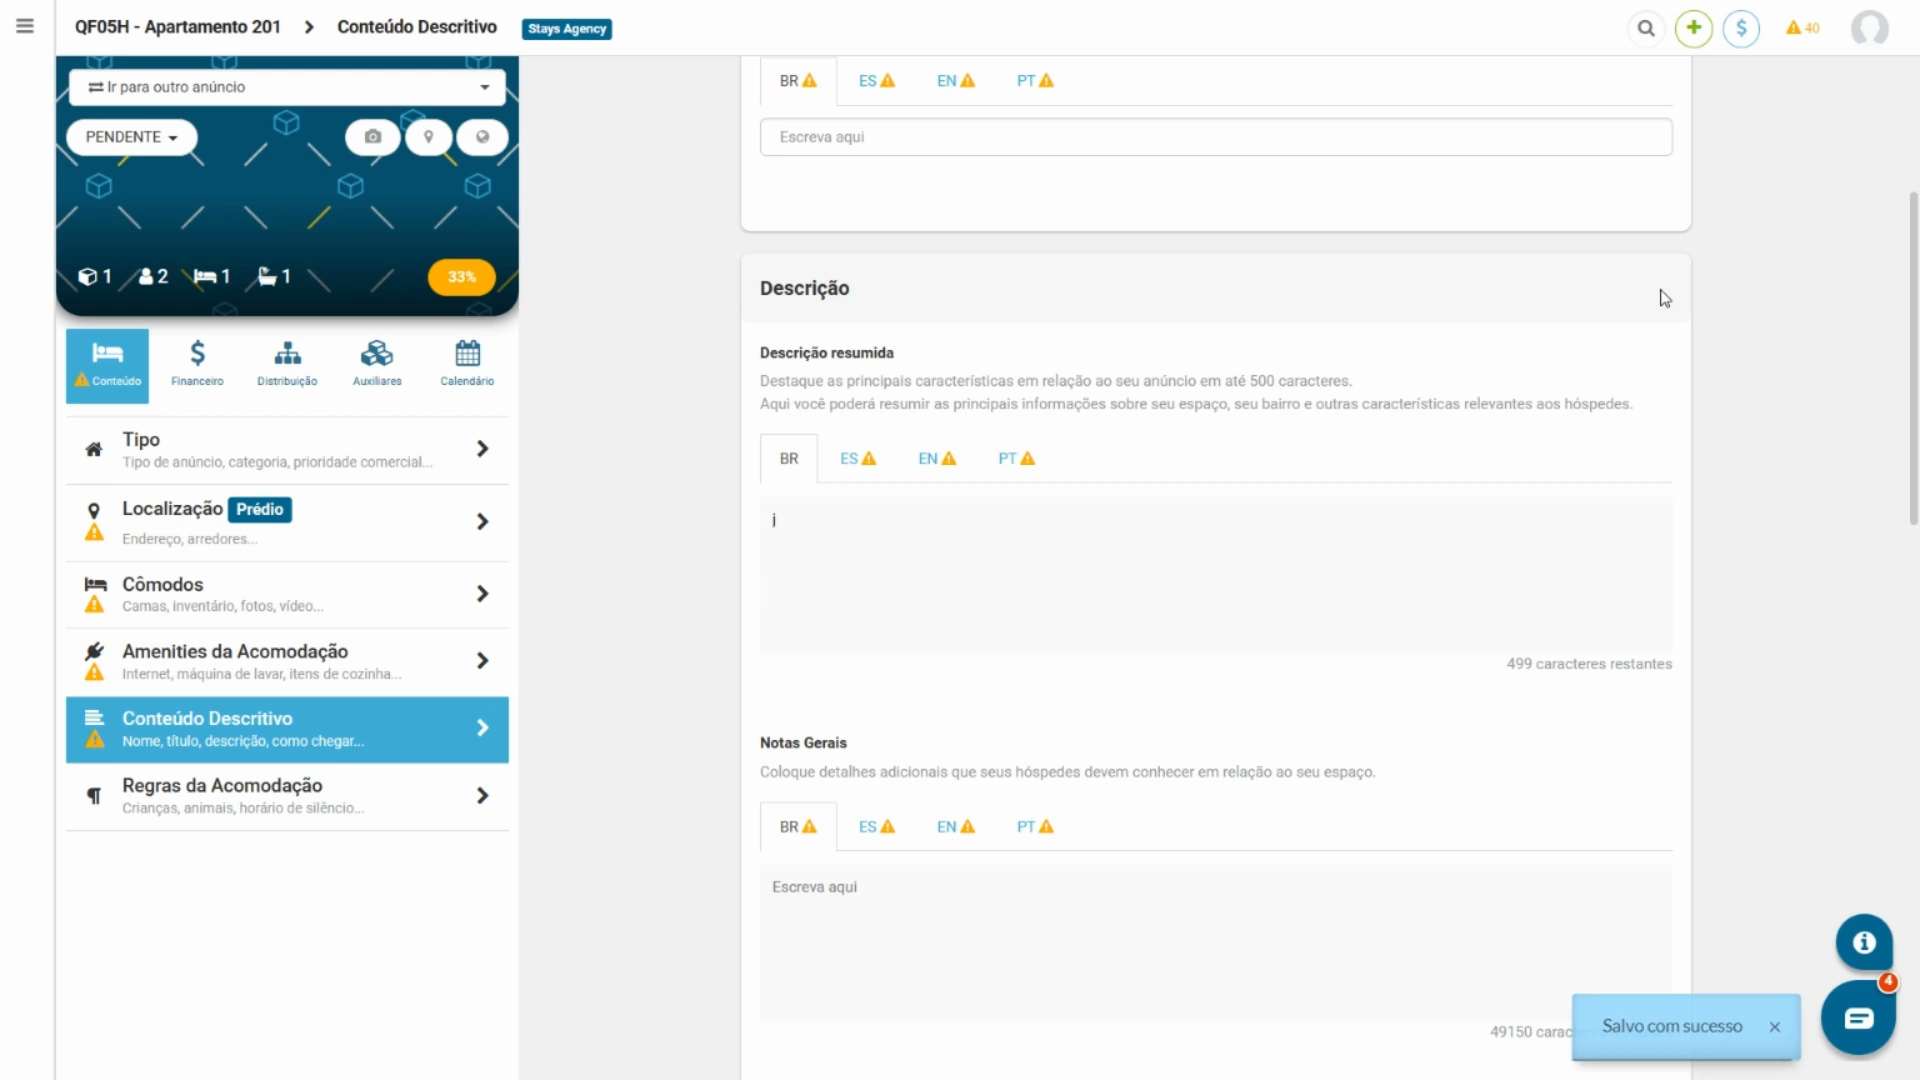 QF05H - Apartamento 201 Conteúdo Descritivo Stays Agency
40
Ir para outro anúncio
PENDENTE
1 2 1 1 33%
Conteúdo Financeiro Distribuição Auxiliares Calendário
Tipo
Tipo de anúncio, categoria, prioridade comercial...
Localização Prédio
Endereço, arredores...
Cômodos
Camas, inventário, fotos, vídeo...
Amenities da Acomodação
Internet, máquina de lavar, itens de cozinha...
Conteúdo Descritivo
Nome, título, descrição, como chegar...
Regras da Acomodação
Crianças, animais, horário de silêncio...
BR ES EN PT
Escreva aqui
Descrição
Descrição resumida
Destaque as principais características em relação ao seu anúncio em até 500 caracteres.
Aqui você poderá resumir as principais informações sobre seu espaço, seu bairro e outras características relevantes aos hóspedes.
BR ES EN PT
j
499 caracteres restantes
Notas Gerais
Coloque detalhes adicionais que seus hóspedes devem conhecer em relação ao seu espaço.
BR ES EN PT
Escreva aqui
49150 carac
Salvo com sucesso ×
4